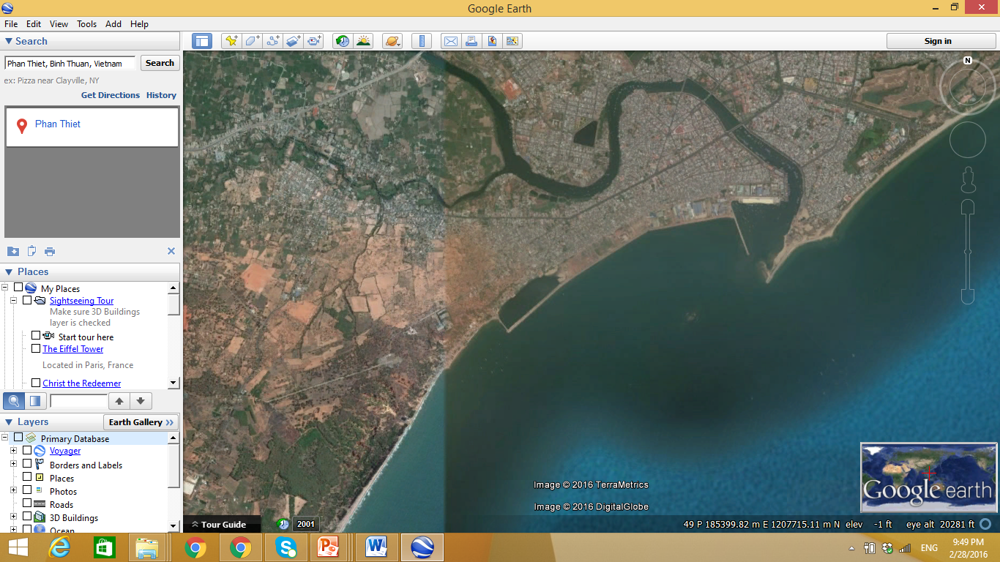 Google Earth
File Edit View Tools Add Help
Search
Sign in
Phan Thiet, Binh Thuan, Vietnam Search
ex: Pizza near Clayville, NY
Get Directions History
Phan Thiet
N
Places
My Places
Sightseeing Tour
Make sure 3D Buildings
layer is checked
Start tour here
The Eiffel Tower
Located in Paris, France
Christ the Redeemer
Layers Earth Gallery »
Primary Database
Voyager
Borders and Labels
Places
Photos
Roads
3D Buildings
Ocean
Image © 2016 TerraMetrics
Image © 2016 DigitalGlobe
Google earth
Tour Guide 2001
49 P 185399.82 m E 1207715.11 m N elev -1 ft eye alt 20281 ft
ENG
9:49 PM
2/28/2016